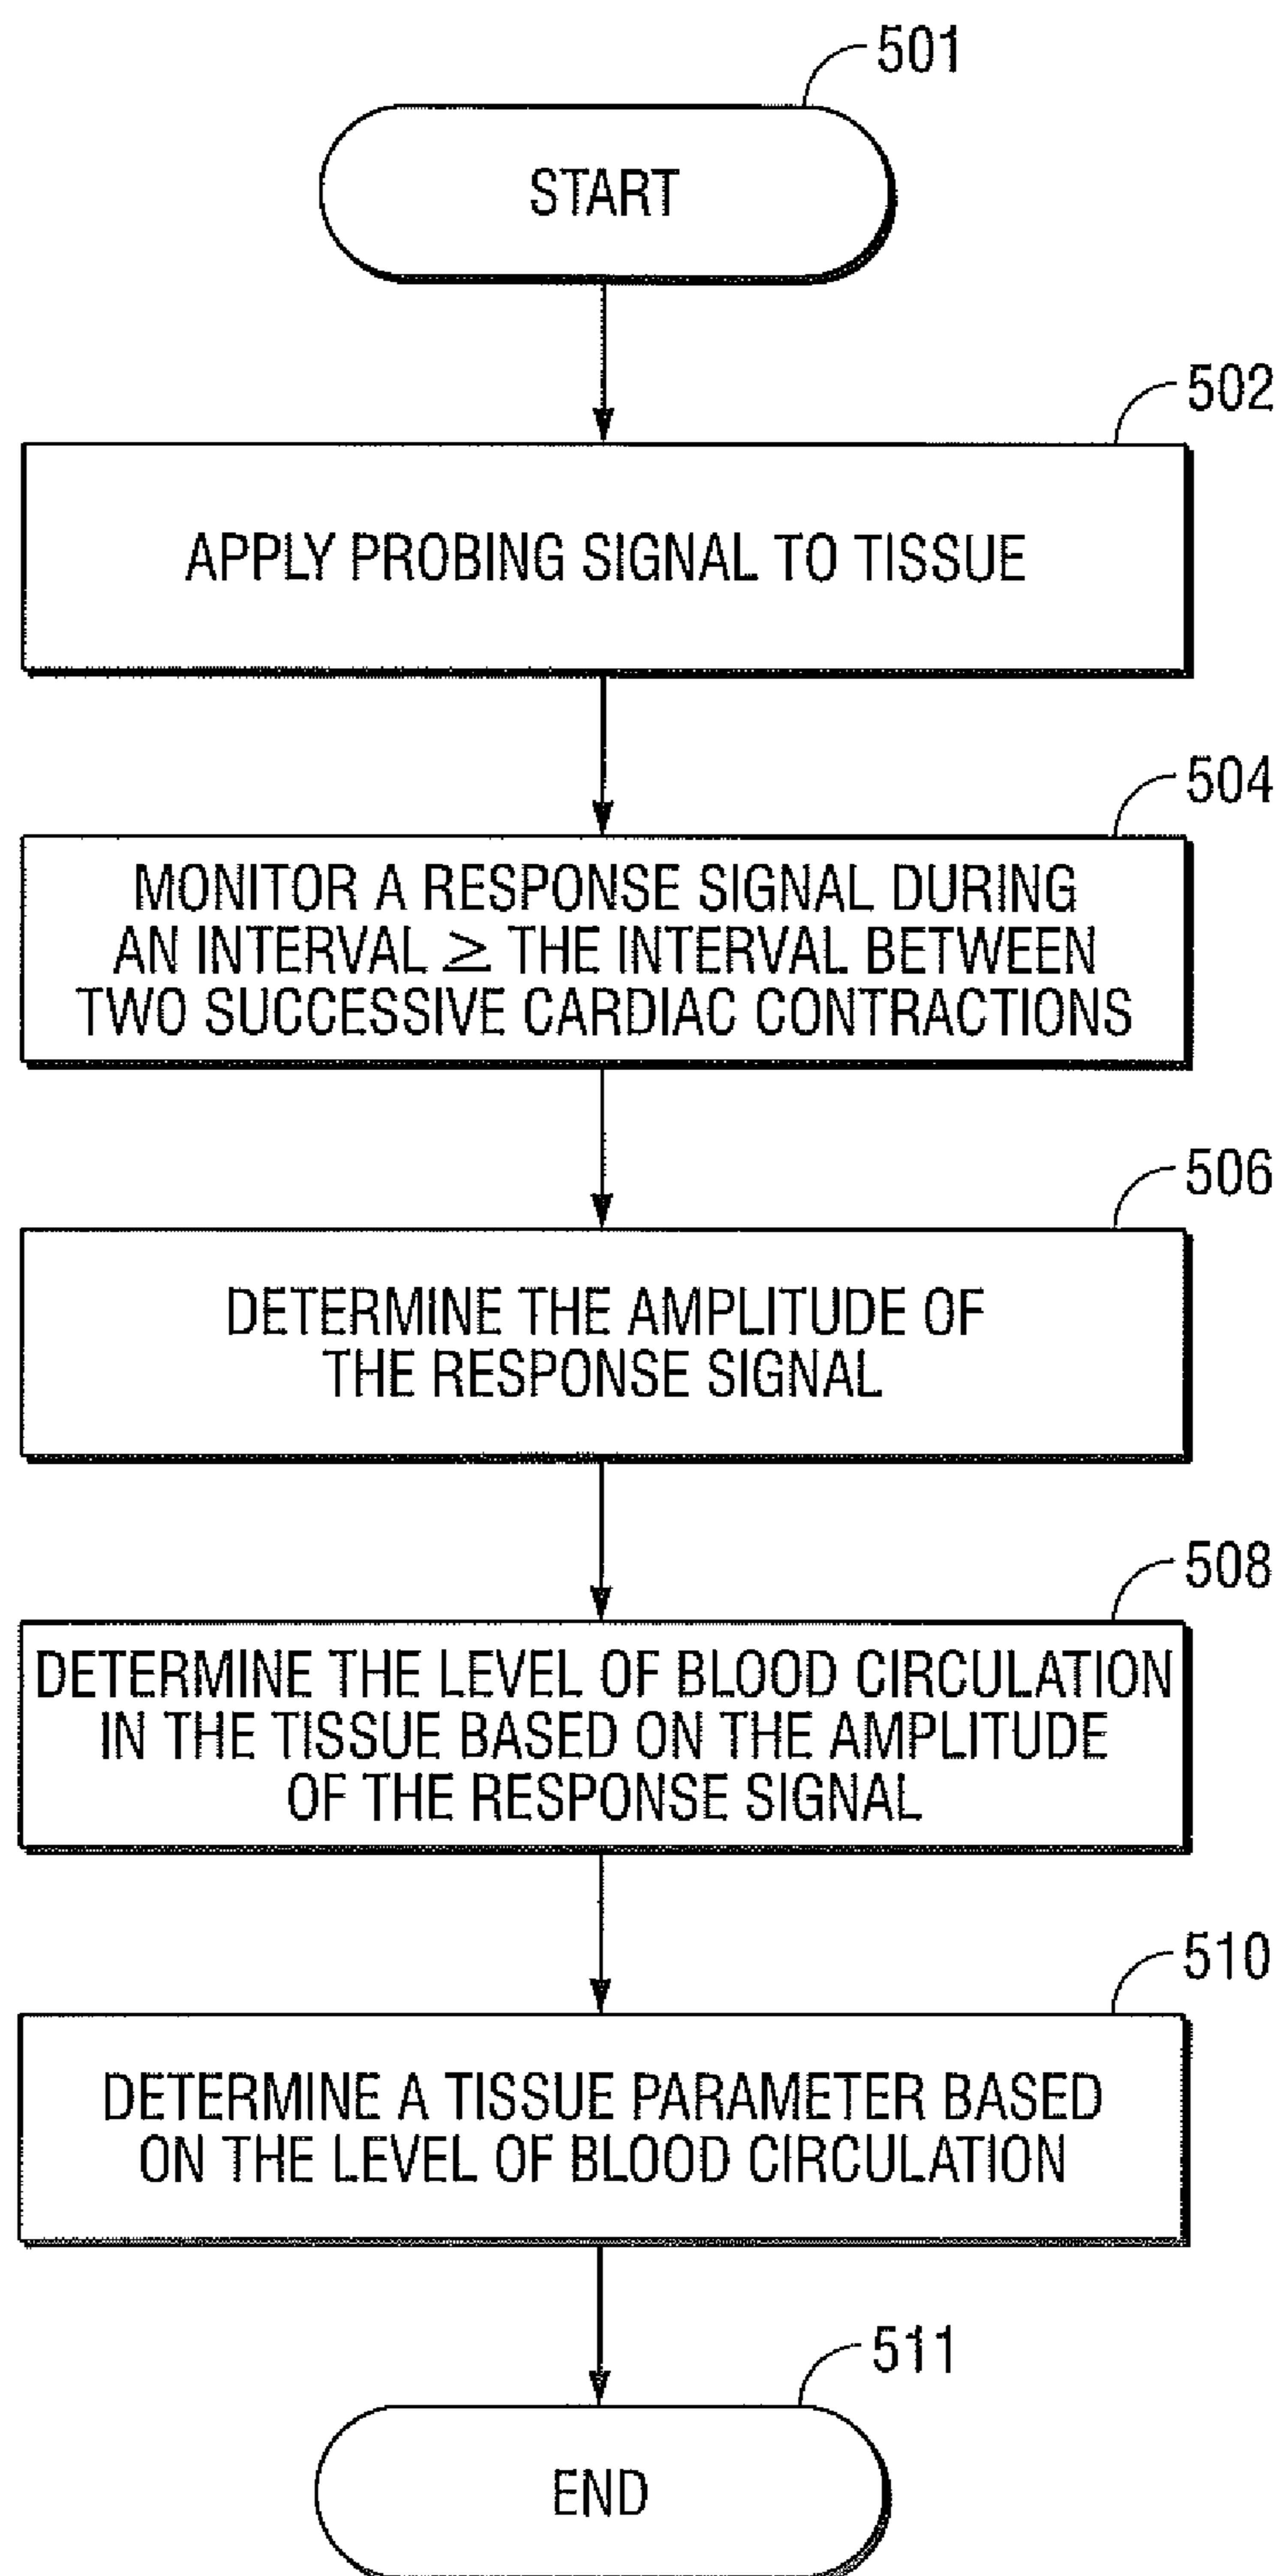 501
START
502
APPLY PROBING SIGNAL TO TISSUE
504
MONITOR A RESPONSE SIGNAL DURING
AN INTERVAL ≥ THE INTERVAL BETWEEN
TWO SUCCESSIVE CARDIAC CONTRACTIONS
506
DETERMINE THE AMPLITUDE OF
THE RESPONSE SIGNAL
508
DETERMINE THE LEVEL OF BLOOD CIRCULATION
IN THE TISSUE BASED ON THE AMPLITUDE
OF THE RESPONSE SIGNAL
510
DETERMINE A TISSUE PARAMETER BASED
ON THE LEVEL OF BLOOD CIRCULATION
511
END